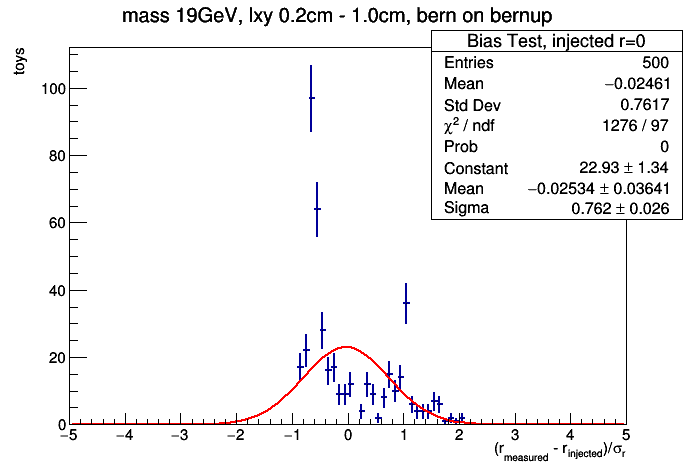 mass 19GeV, lxy 0.2cm - 1.0cm, bern on bernup
Bias Test, injected r=0
Entries 500
Mean −0.02461
Std Dev 0.7617
χ² / ndf 1276 / 97
Prob 0
Constant 22.93 ± 1.34
Mean −0.02534 ± 0.03641
Sigma 0.762 ± 0.026
toys
100
80
60
40
20
0
−5 −4 −3 −2 −1 0 1 2 3 4 5
(r_measured - r_injected)/σ_r